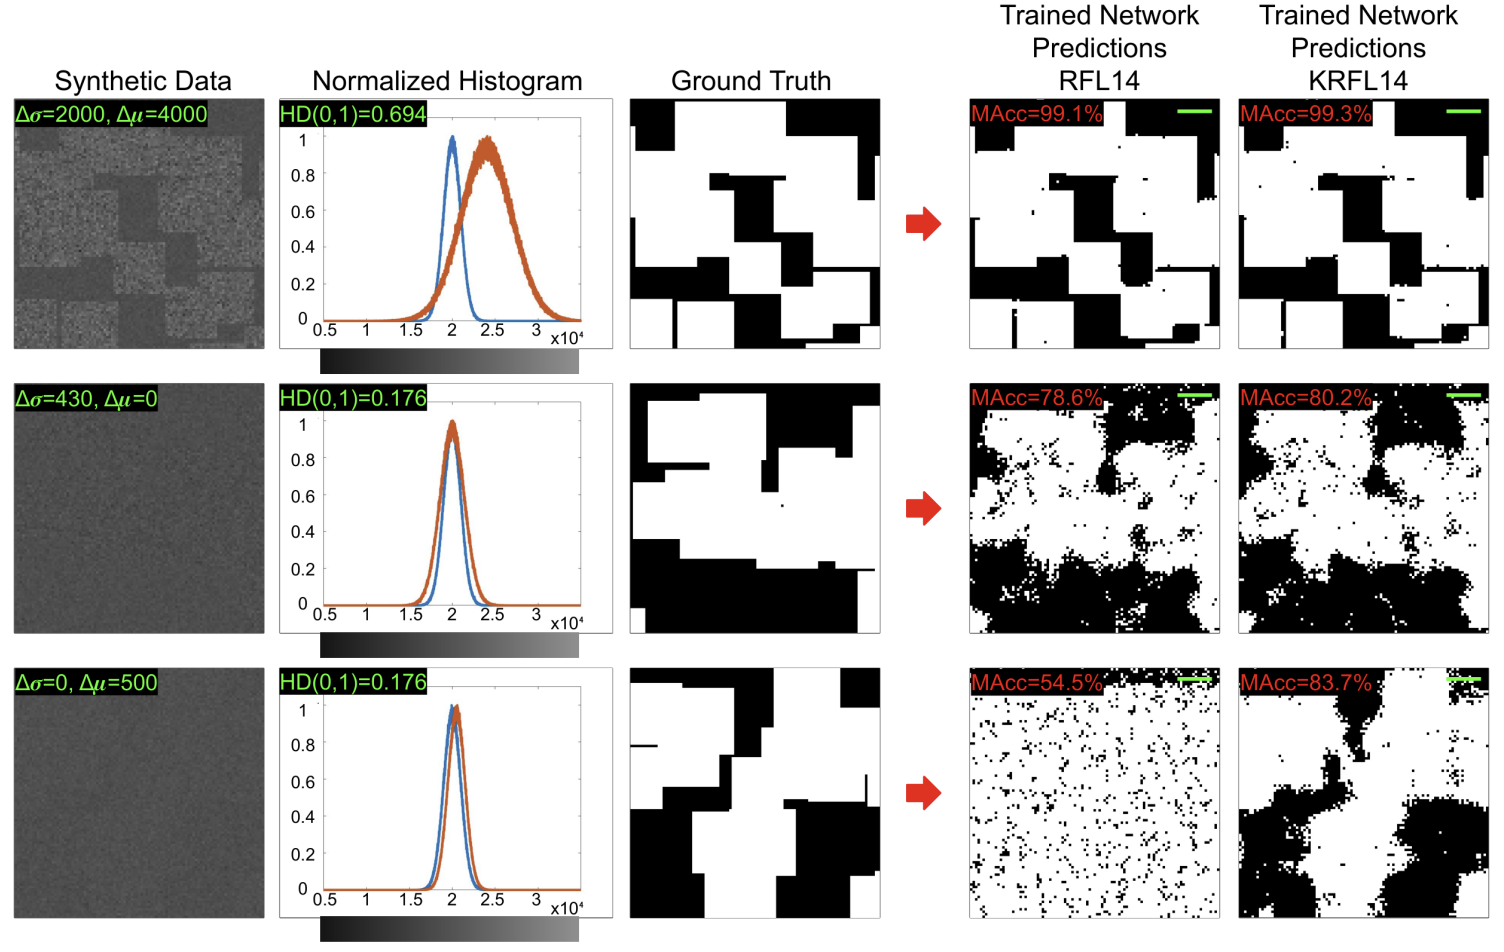 Trained Network
Predictions
RFL14
Trained Network
Predictions
KRFL14
Synthetic Data
Normalized Histogram
Ground Truth
Δσ=2000, Δμ=4000
HD(0,1)=0.694
1
0.8
0.6
0.4
0.2
0
0.5 1 1.5 2 2.5 3
x10⁴
MAcc=99.1%
MAcc=99.3%
Δσ=430, Δμ=0
HD(0,1)=0.176
1
0.8
0.6
0.4
0.2
0
0.5 1 1.5 2 2.5 3
x10⁴
MAcc=78.6%
MAcc=80.2%
Δσ=0, Δμ=500
HD(0,1)=0.176
1
0.8
0.6
0.4
0.2
0
0.5 1 1.5 2 2.5 3
x10⁴
MAcc=54.5%
MAcc=83.7%